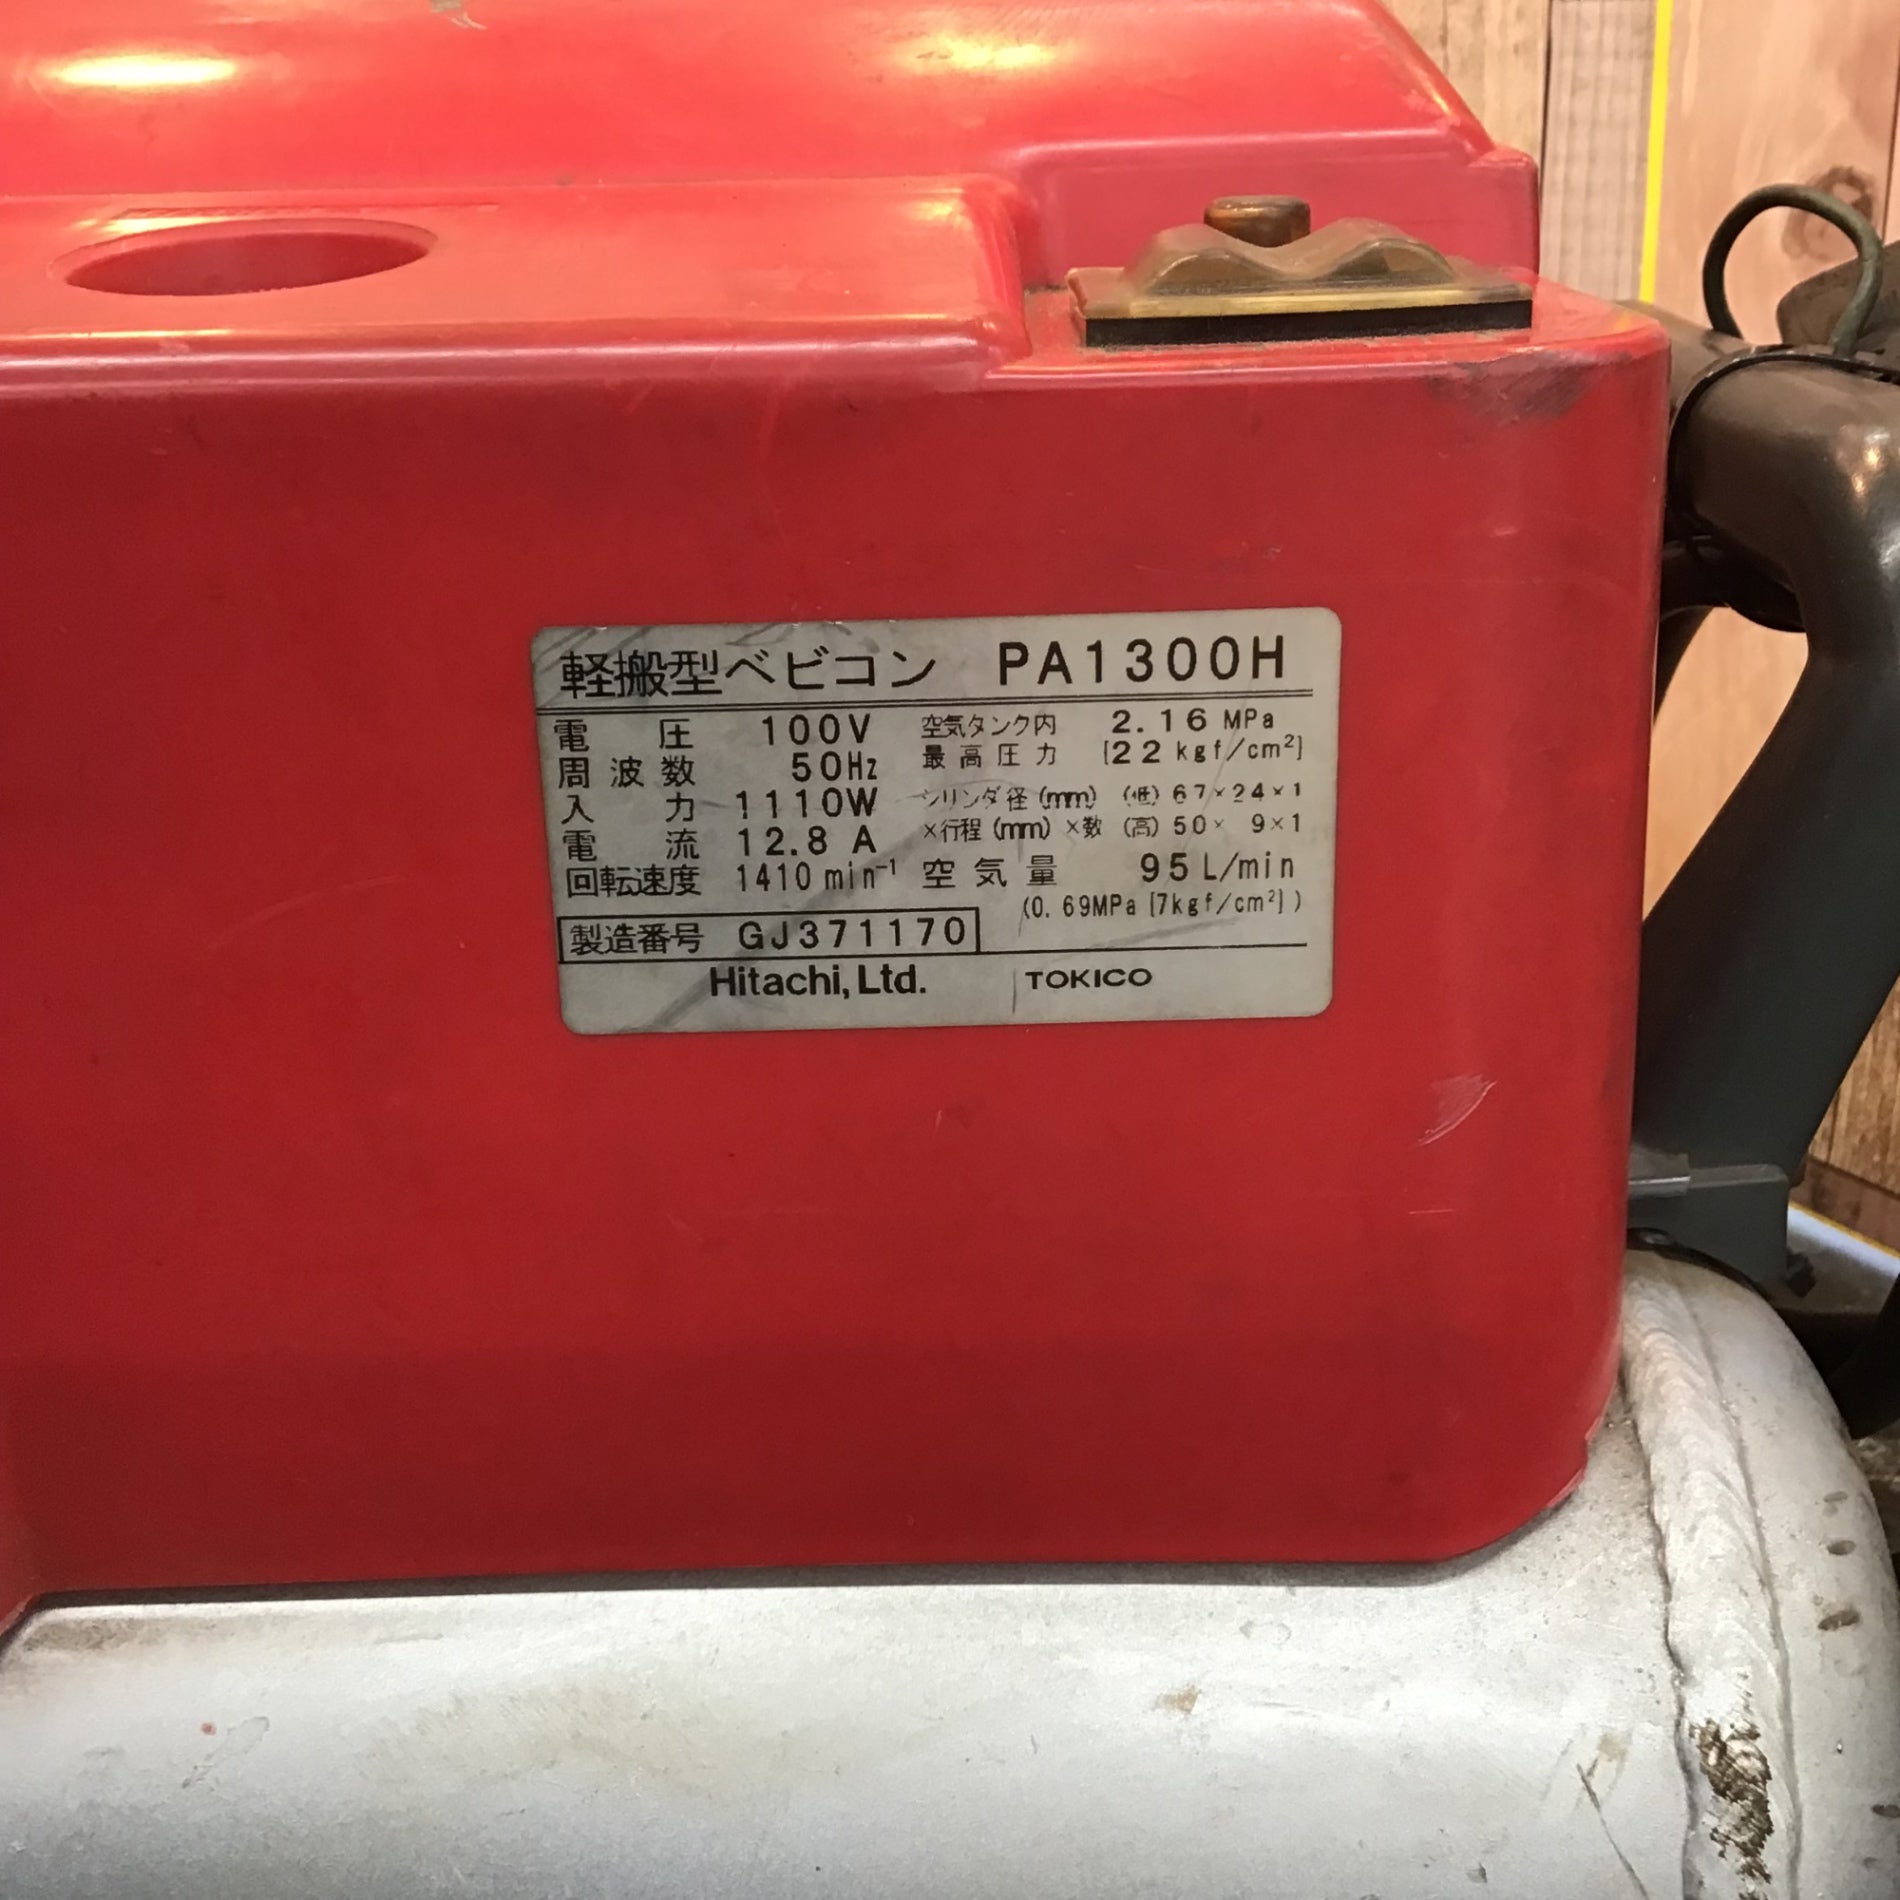 軽搬型ベビコン PA1300H
電圧 100V
周波数 50Hz
入力 1110W
電流 12.8 A
回転速度 1410 min⁻¹
空気タンク内 2.16 MPa
最高圧力 [22 kgf/cm²]
シリンダ径(mm) (低) 67×24×1
×行程(mm)×数 (高) 50× 9×1
空気量 95 L/min
(0.69MPa [7kgf/cm²])
製造番号 GJ371170
Hitachi, Ltd. TOKICO